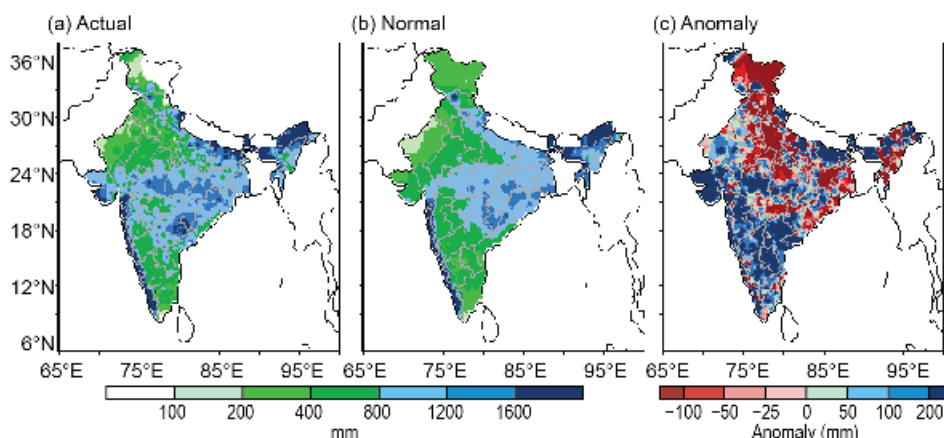 (a) Actual (b) Normal (c) Anomaly
36°N
30°N
24°N
18°N
12°N
6°N
65°E 75°E 85°E 95°E 65°E 75°E 85°E 95°E 65°E 75°E 85°E 95°E
100 200 400 800 1200 1600
mm
−100 −50 −25 0 50 100 200
Anomaly (mm)